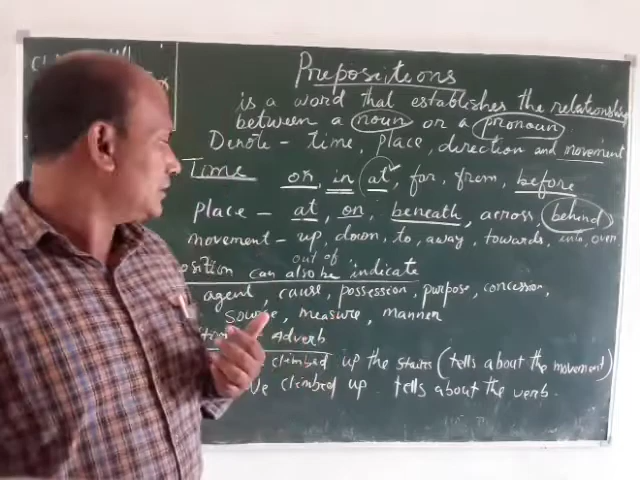 Prepositions
is a word that establishes the relationship
between a noun or a pronoun
Denote - time, place, direction and movement
Time
on, in at, for, from, before
place - at, on, beneath, across behind
movement - up, down, to, away, towards, into, over
out of
position can also be indicate
agent, cause, possession, purpose, concession,
Source, measure, manner
Adverb
climbed up the stairs (tells about the movement)
We climbed up tells about the verb.